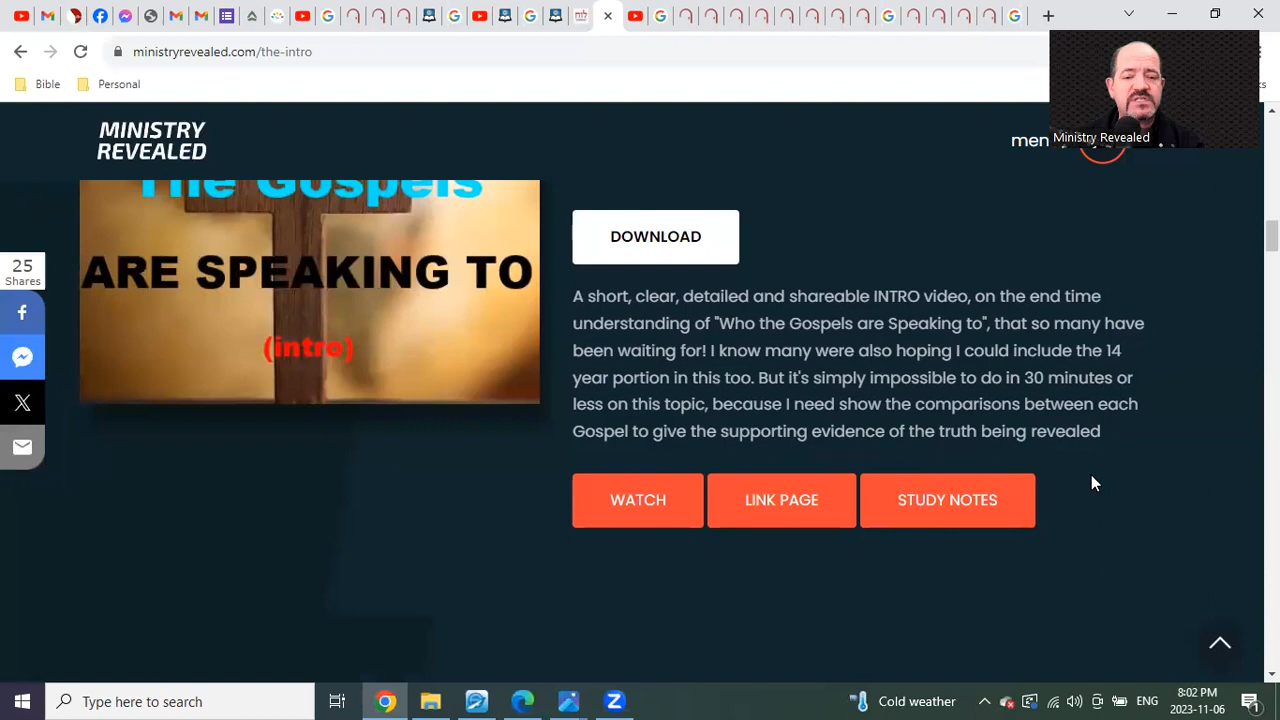 ministryrevealed.com/the-intro
Bible
Personal
Ministry Revealed
MINISTRY
REVEALED
men
The Gospels
ARE SPEAKING TO
(intro)
25
Shares
DOWNLOAD
A short, clear, detailed and shareable INTRO video, on the end time
understanding of "Who the Gospels are Speaking to", that so many have
been waiting for! I know many were also hoping I could include the 14
year portion in this too. But it's simply impossible to do in 30 minutes or
less on this topic, because I need show the comparisons between each
Gospel to give the supporting evidence of the truth being revealed
WATCH
LINK PAGE
STUDY NOTES
Type here to search
Cold weather
ENG
8:02 PM
2023-11-06